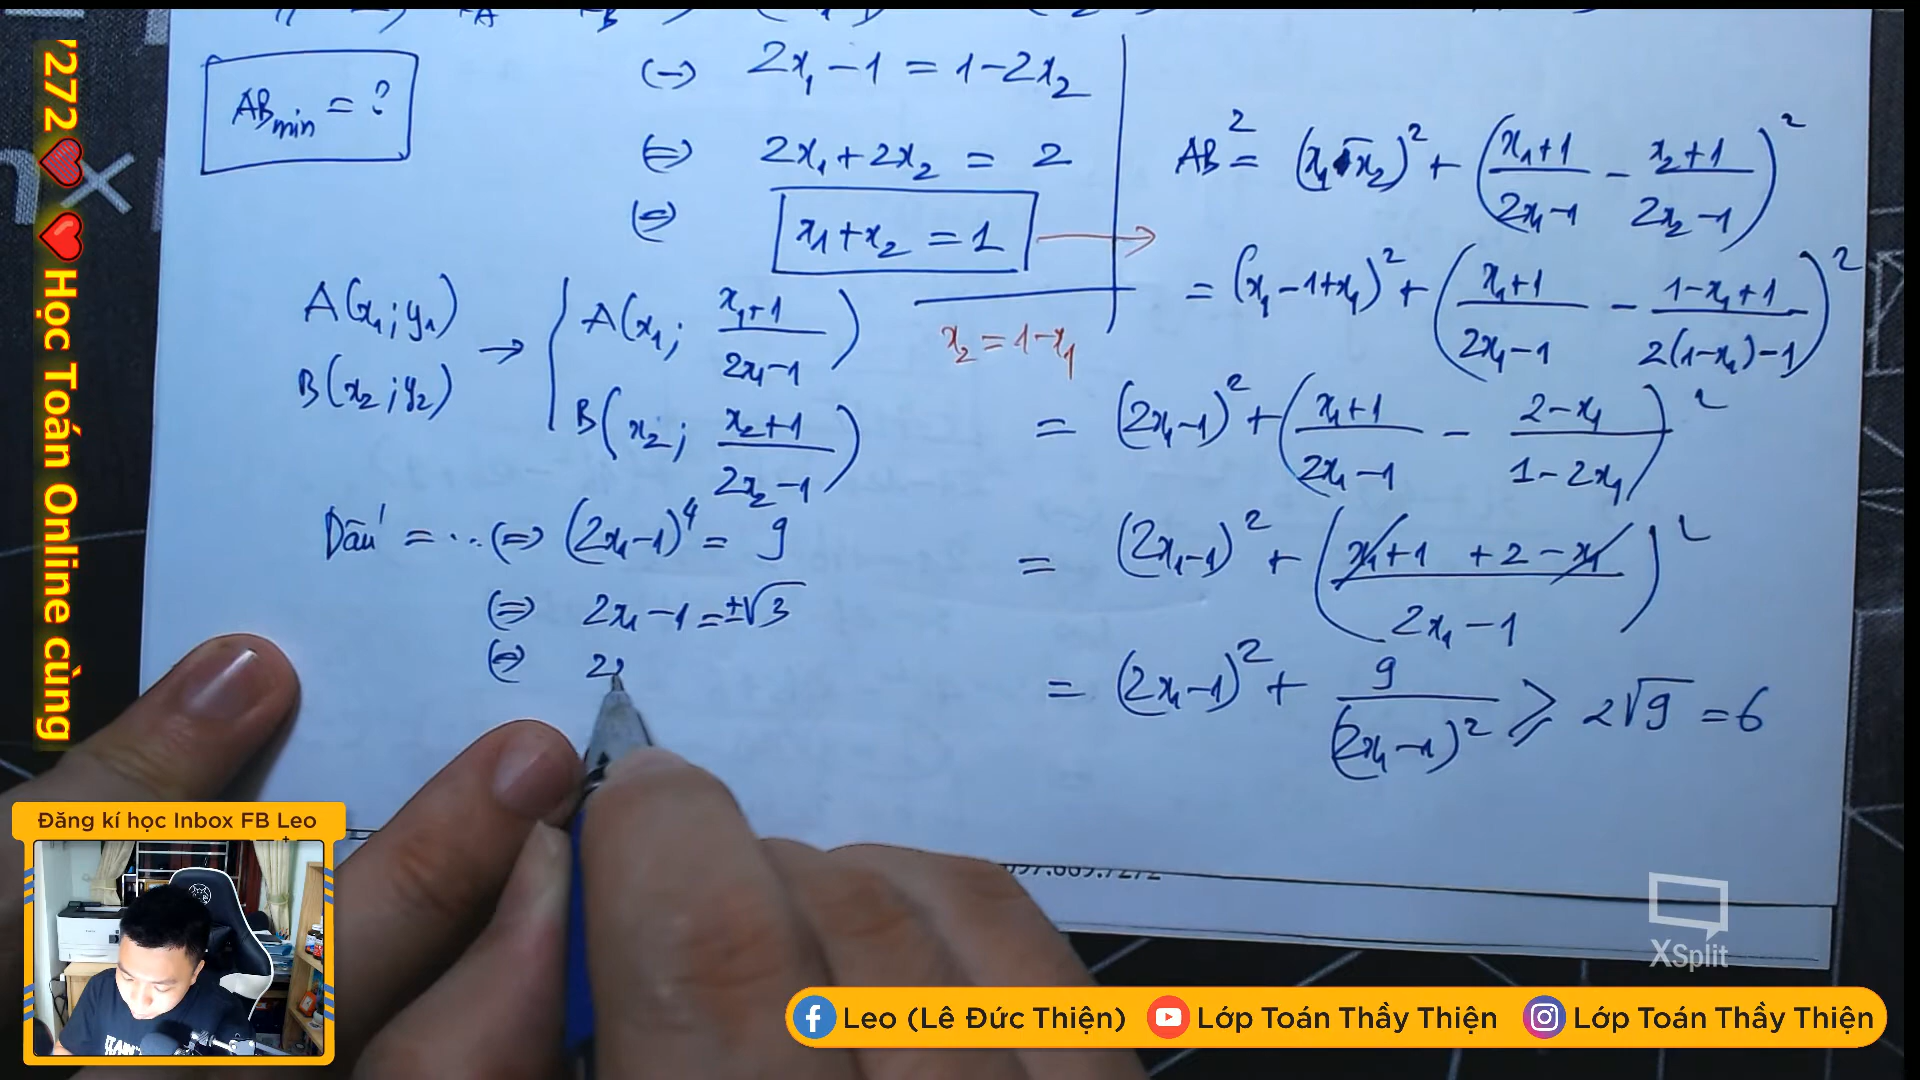 AB_min = ?
(→) 2x₁ − 1 = 1 − 2x₂
(⇔) 2x₁ + 2x₂ = 2
(⇔) x₁ + x₂ = 1
A(x₁; y₁)
B(x₂; y₂)
→ { A(x₁; (x₁+1)/(2x₁−1))
B(x₂; (x₂+1)/(2x₂−1))
x₂ = 1 − x₁
Dấu = ... (⇔) (2x₁−1)⁴ = 9
(⇔) 2x₁ − 1 = ±√3
(⇔) 2x
AB² = (x₁ − x₂)² + ((x₁+1)/(2x₁−1) − (x₂+1)/(2x₂−1))²
= (x₁ − 1 + x₁)² + ((x₁+1)/(2x₁−1) − (1−x₁+1)/(2(1−x₁)−1))²
= (2x₁−1)² + ((x₁+1)/(2x₁−1) − (2−x₁)/(1−2x₁))²
= (2x₁−1)² + ((x₁+1 + 2−x₁)/(2x₁−1))²
= (2x₁−1)² + 9/(2x₁−1)² ⩾ 2√9 = 6
7272 ❤ ❤ Học Toán Online cùng
Đăng kí học Inbox FB Leo
XSplit
Leo (Lê Đức Thiện) Lớp Toán Thầy Thiện Lớp Toán Thầy Thiện